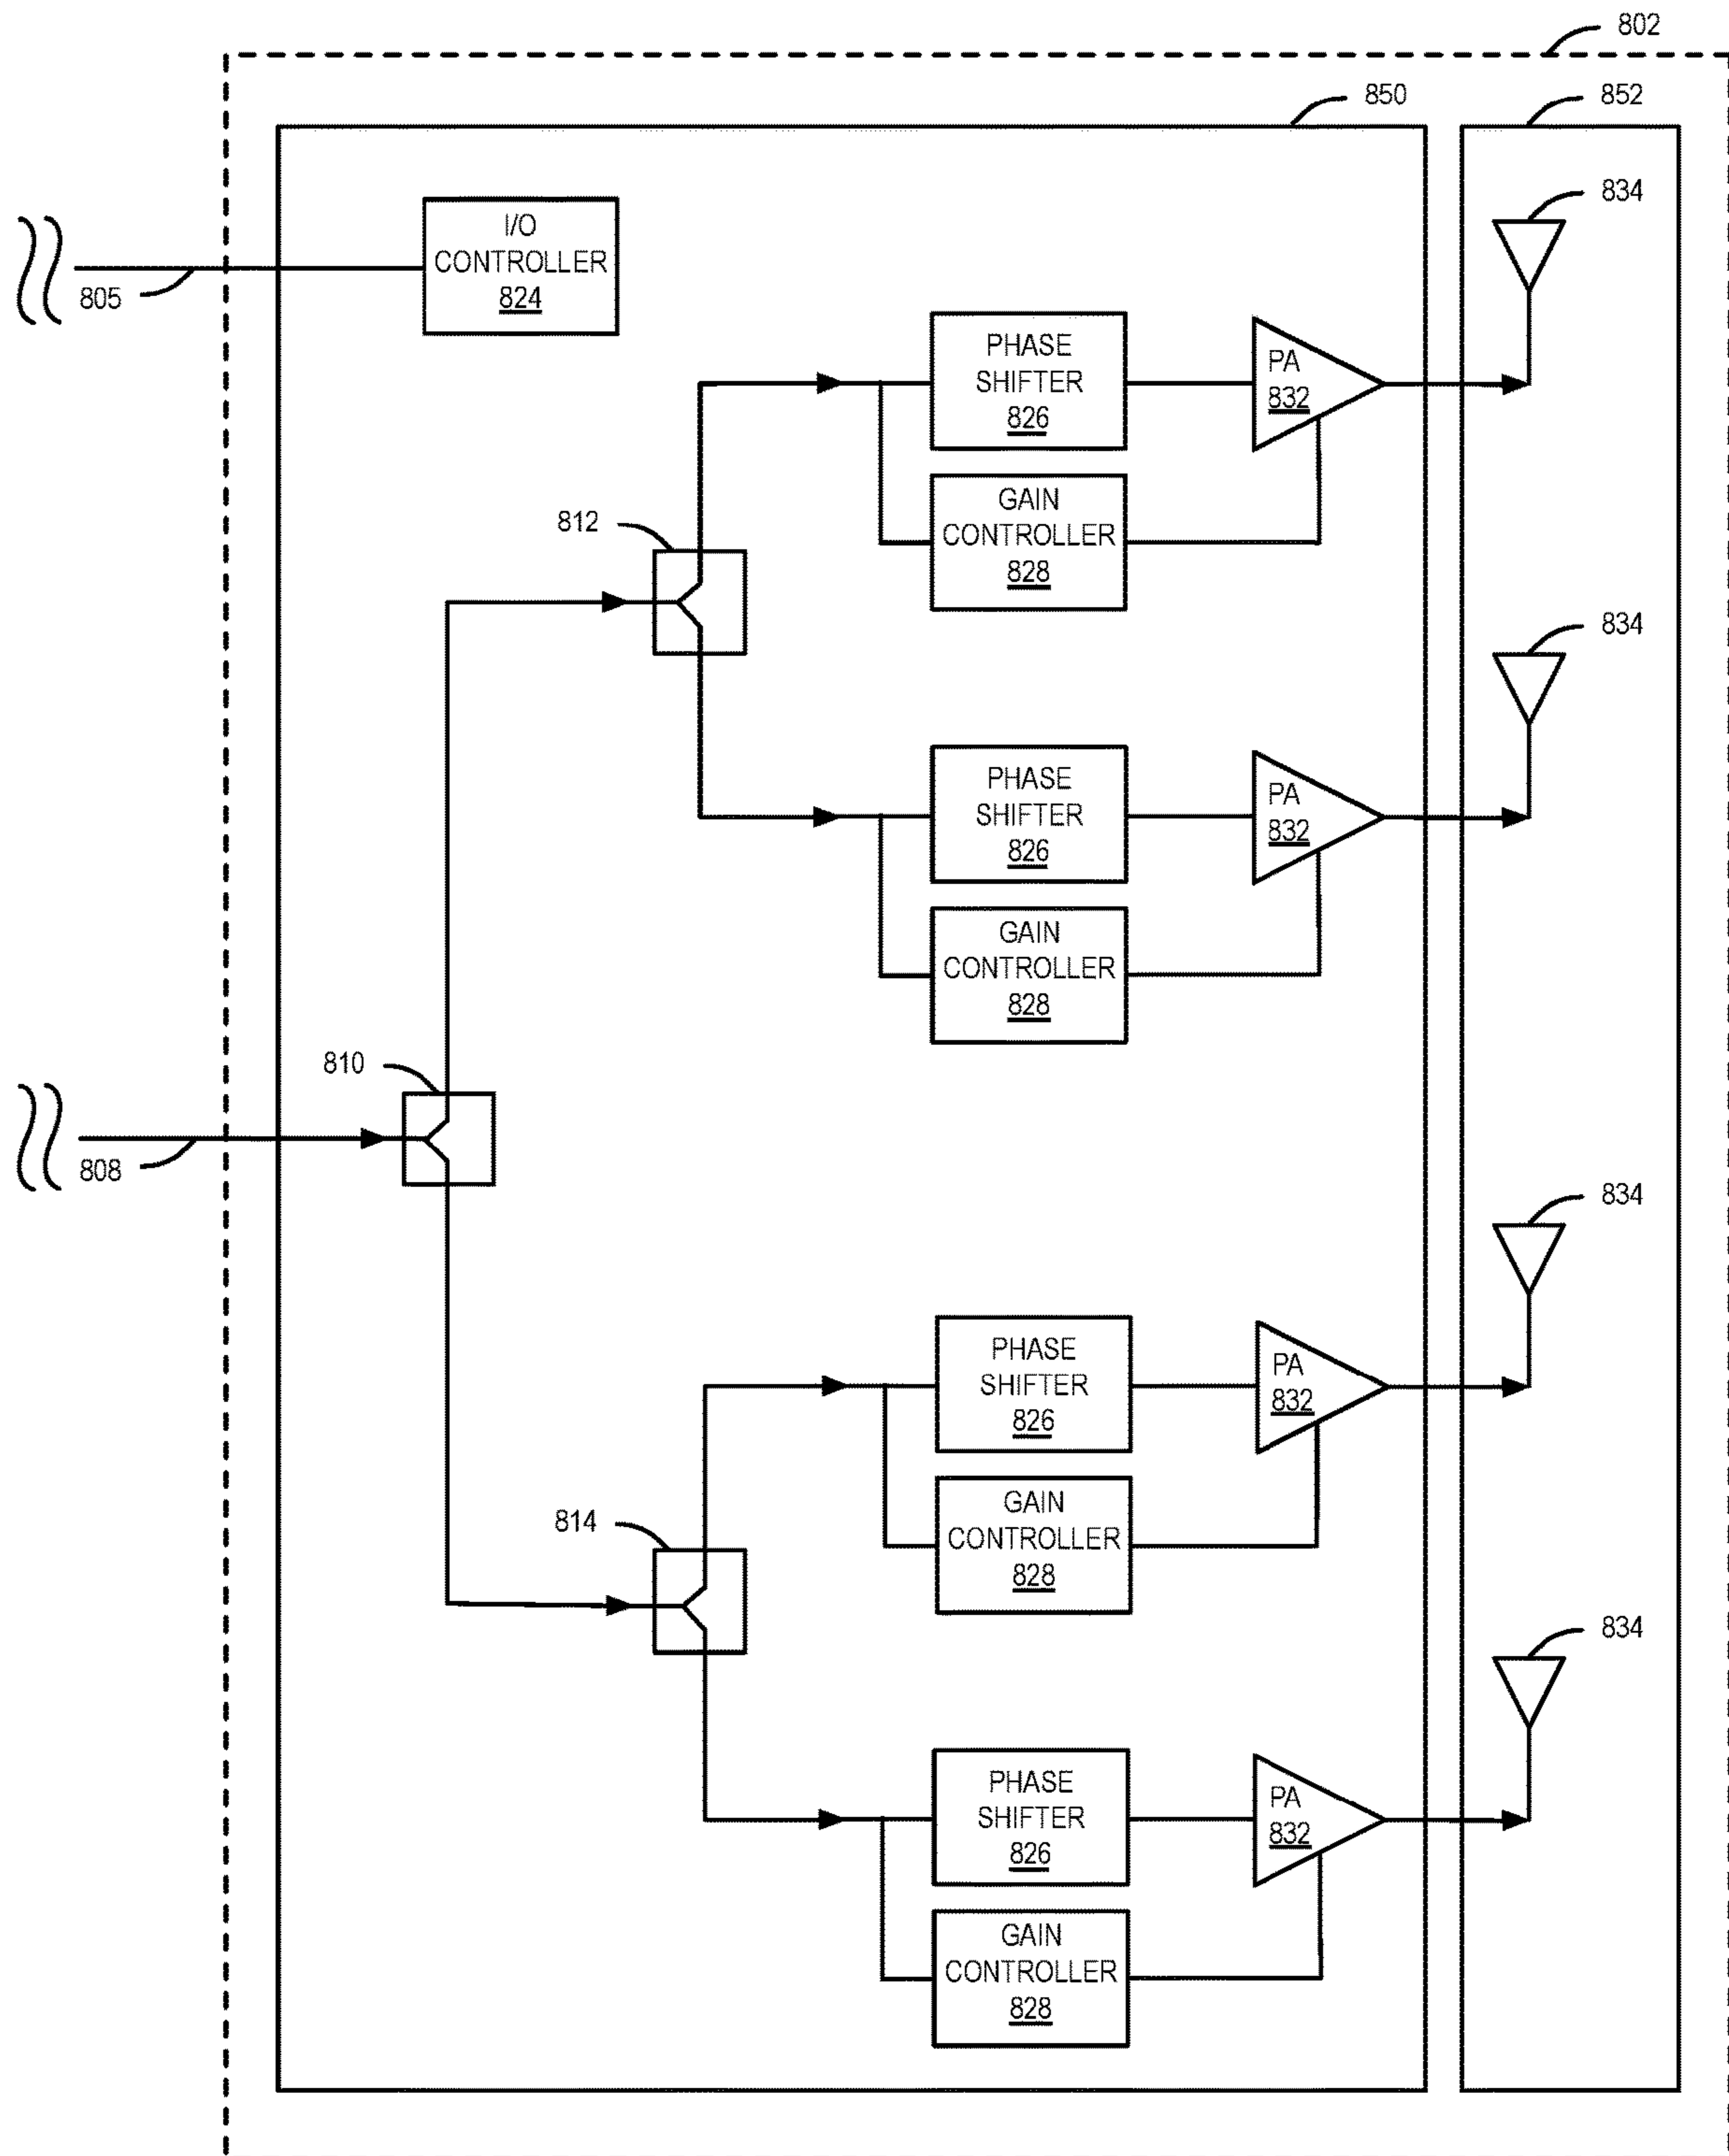 802
850
852
834
I/O
CONTROLLER
824
805
PHASE
SHIFTER
826
PA
832
GAIN
CONTROLLER
828
812
834
PHASE
SHIFTER
826
PA
832
GAIN
CONTROLLER
828
810
808
834
PHASE
SHIFTER
826
PA
832
GAIN
CONTROLLER
828
814
834
PHASE
SHIFTER
826
PA
832
GAIN
CONTROLLER
828